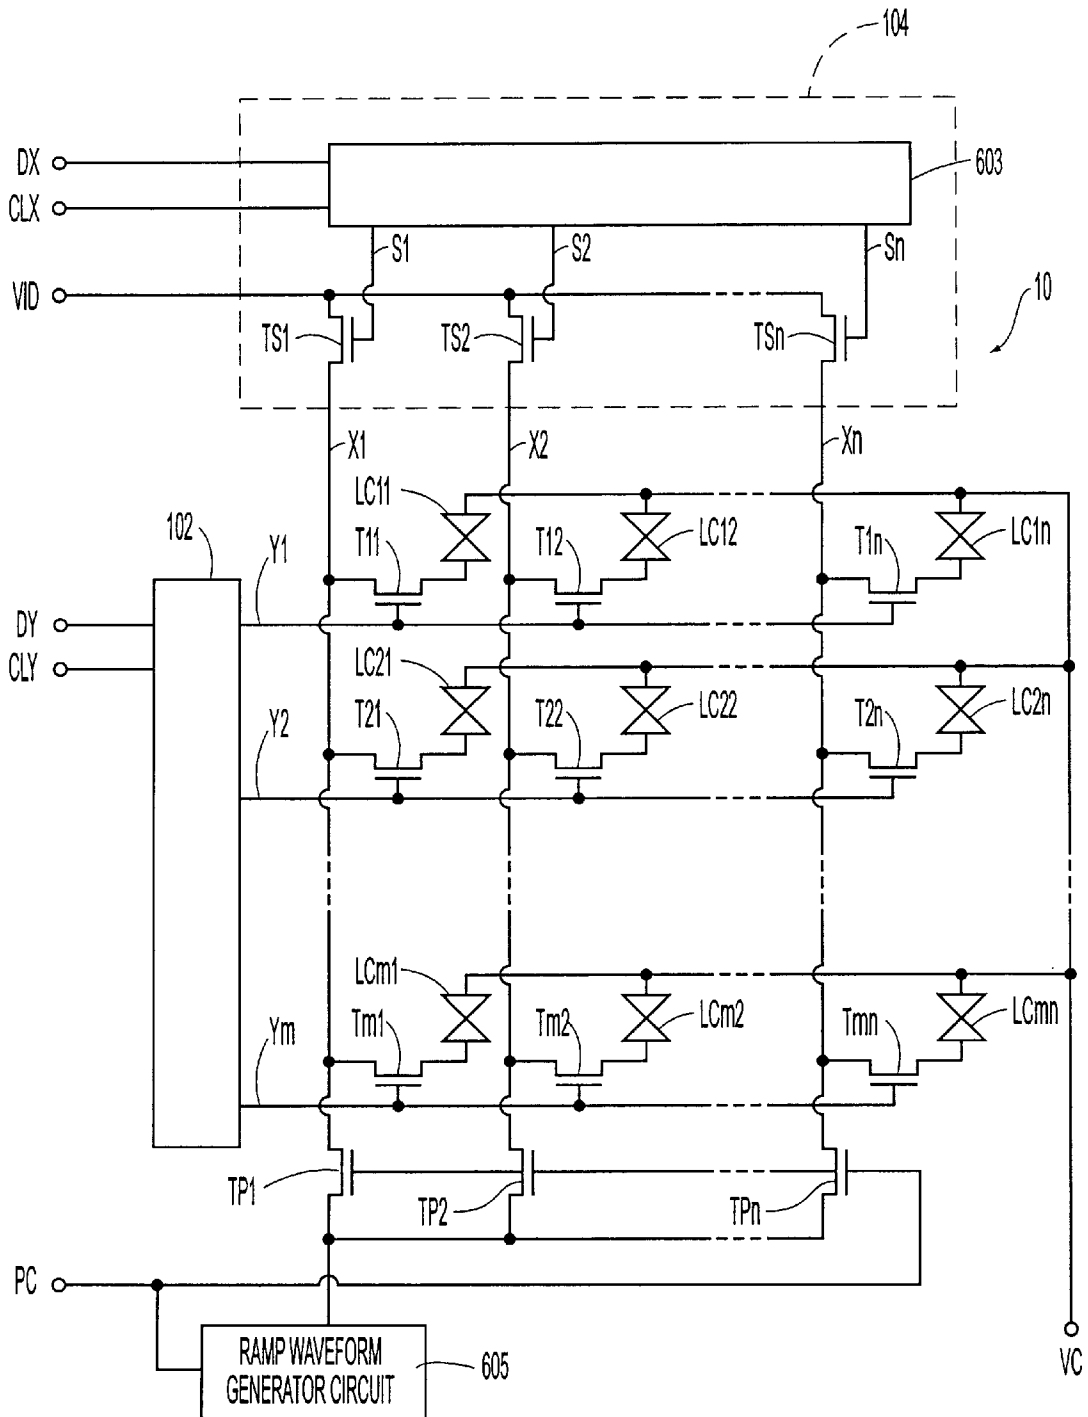 104
DX
603
CLX
S1
S2
Sn
VID
10
TS1
TS2
TSn
X1
X2
Xn
LC11
102
Y1
T11
T12
LC12
T1n
LC1n
DY
CLY
LC21
Y2
T21
T22
LC22
T2n
LC2n
LCm1
Ym
Tm1
Tm2
LCm2
Tmn
LCmn
TP1
TP2
TPn
PC
RAMP WAVEFORM
GENERATOR CIRCUIT
605
VC